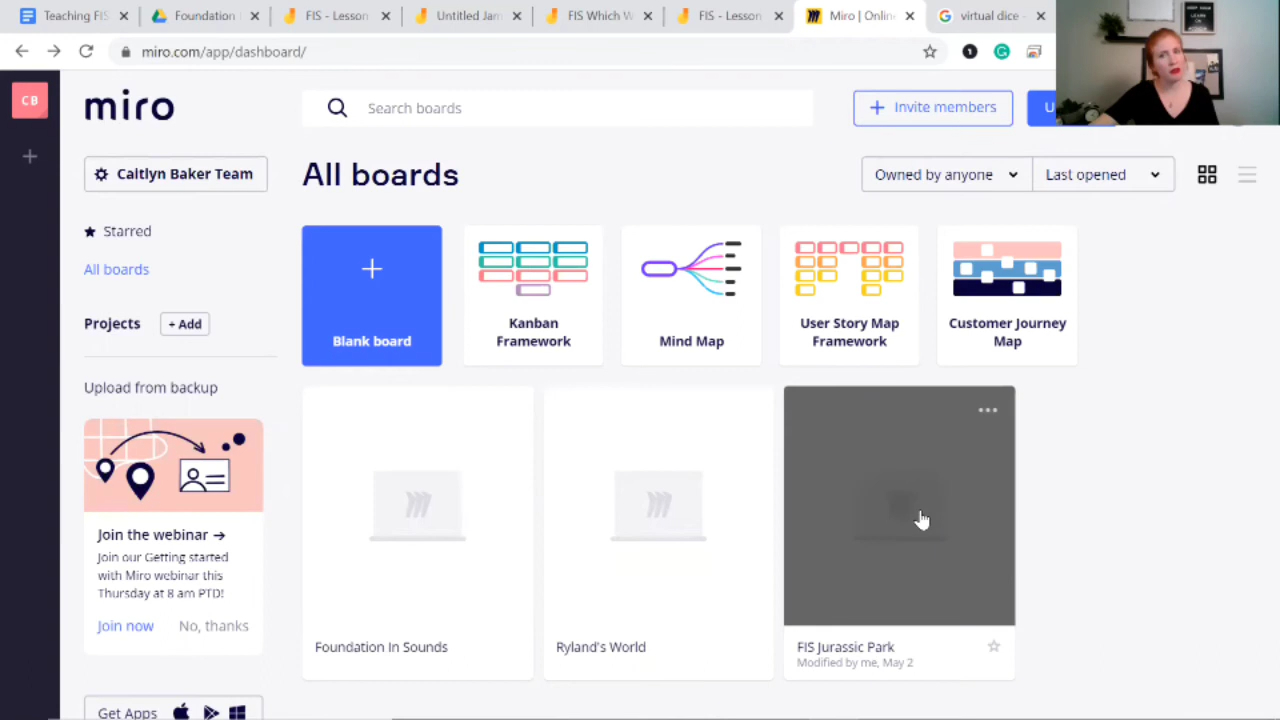 Teaching FIS
Foundation
FIS - Lesson
Untitled Jam
FIS Which W
FIS - Lesson
Miro | Online
virtual dice -
miro.com/app/dashboard/
CB
miro
Search boards
Invite members
U
Caitlyn Baker Team
All boards
Owned by anyone
Last opened
Starred
All boards
Projects
+ Add
Blank board
Kanban
Framework
Mind Map
User Story Map
Framework
Customer Journey
Map
Upload from backup
Join the webinar →
Join our Getting started
with Miro webinar this
Thursday at 8 am PTD!
Join now
No, thanks
Foundation In Sounds
Ryland's World
FIS Jurassic Park
Modified by me, May 2
Get Apps